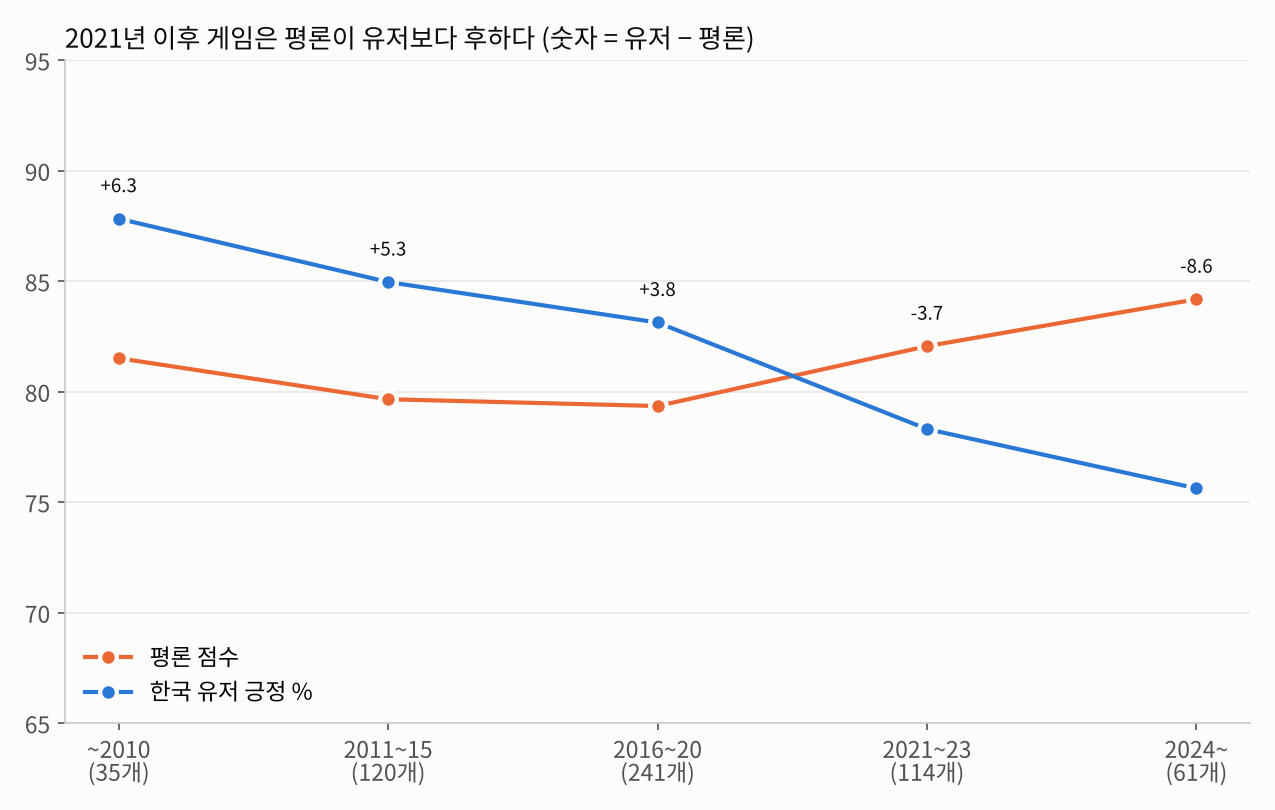 2021년 이후 게임은 평론이 유저보다 후하다 (숫자 = 유저 − 평론)
95
90
85
80
75
70
65
+6.3
+5.3
+3.8
-3.7
-8.6
평론 점수
한국 유저 긍정 %
~2010 2011~15 2016~20 2021~23 2024~
(35개) (120개) (241개) (114개) (61개)